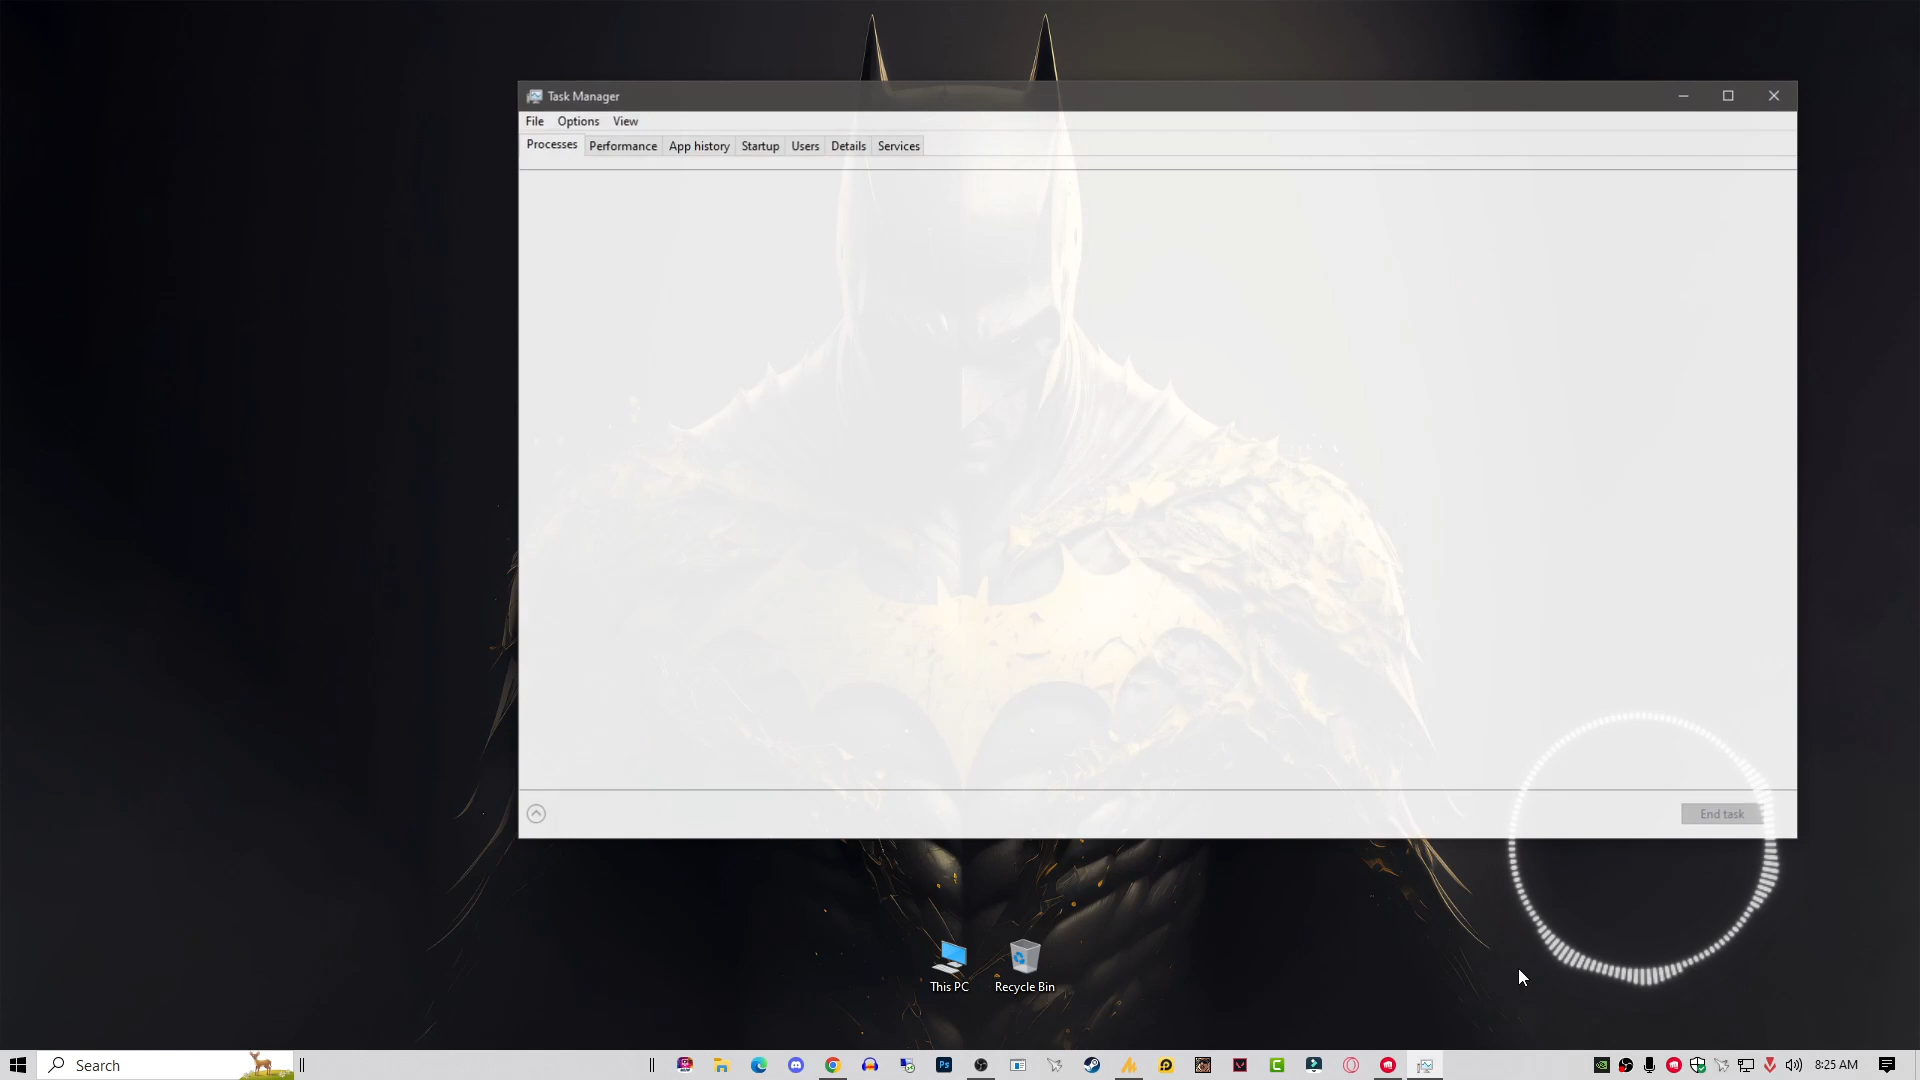 Task Manager
File Options View
Processes Performance App history Startup Users Details Services
End task
This PC Recycle Bin
Search
Ps
8:25 AM